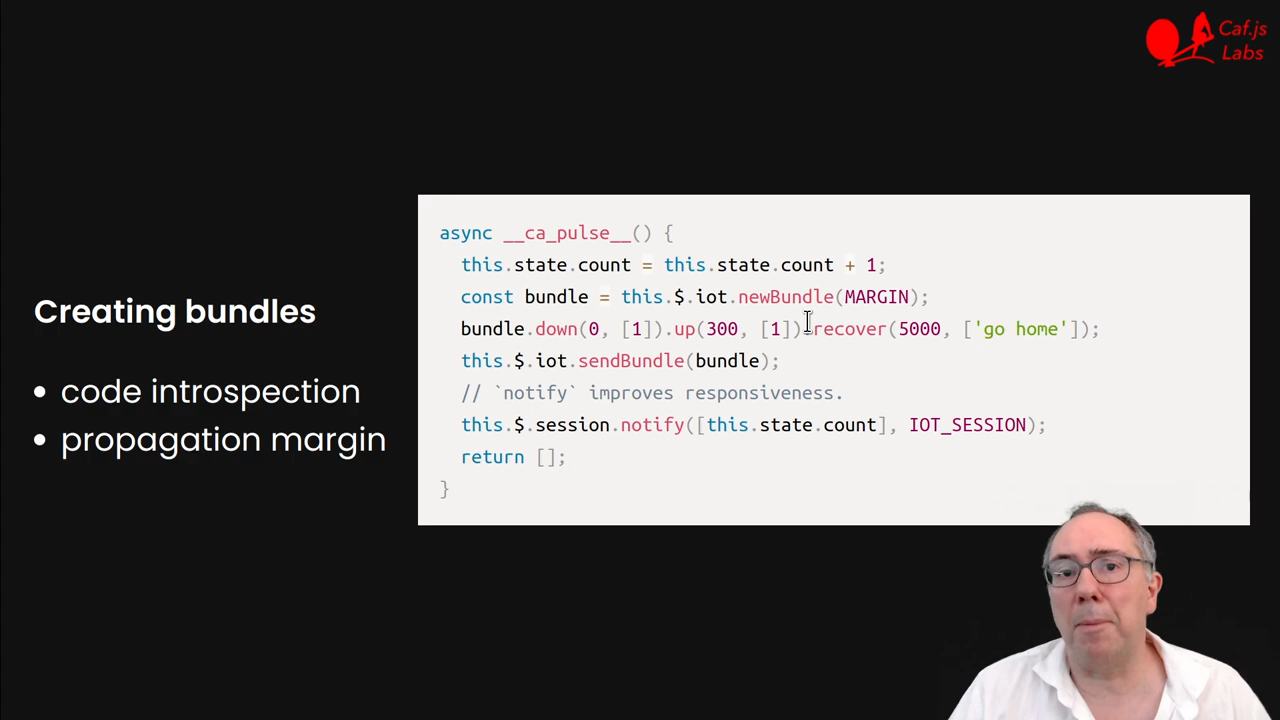 Caf.js
Labs
Creating bundles
• code introspection
• propagation margin
async __ca_pulse__() {
  this.state.count = this.state.count + 1;
  const bundle = this.$.iot.newBundle(MARGIN);
  bundle.down(0, [1]).up(300, [1]).recover(5000, ['go home']);
  this.$.iot.sendBundle(bundle);
  // `notify` improves responsiveness.
  this.$.session.notify([this.state.count], IOT_SESSION);
  return [];
}